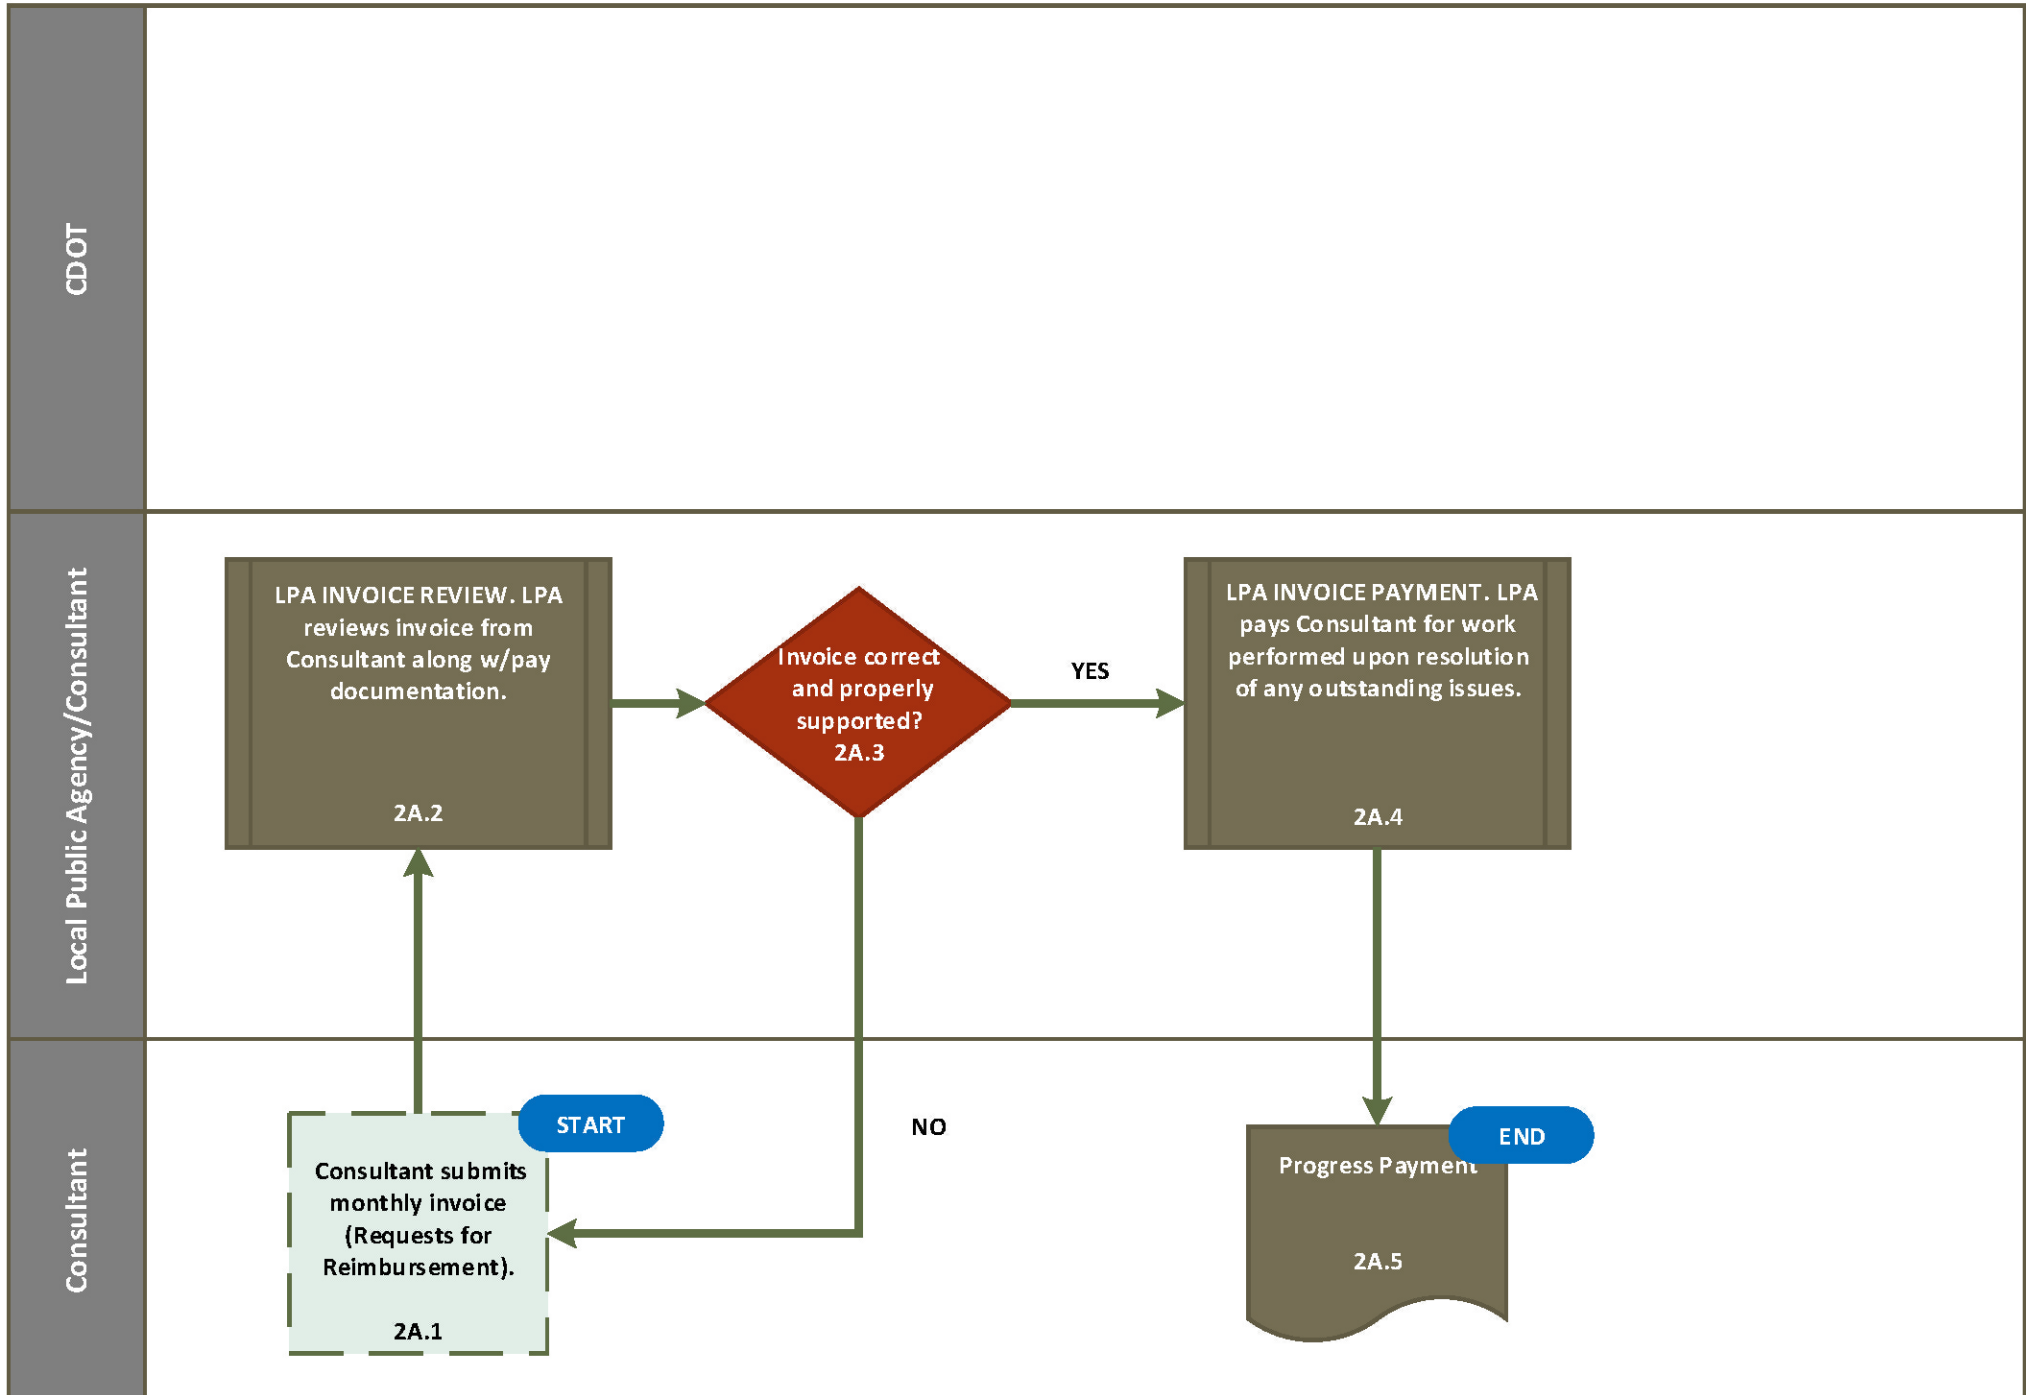 CDOT
Local Public Agency/Consultant
LPA INVOICE REVIEW. LPA
reviews invoice from
Consultant along w/pay
documentation.
2A.2
Invoice correct
and properly
supported?
2A.3
YES
LPA INVOICE PAYMENT. LPA
pays Consultant for work
performed upon resolution
of any outstanding issues.
2A.4
Consultant
START
Consultant submits
monthly invoice
(Requests for
Reimbursement).
2A.1
NO
END
Progress Payment
2A.5